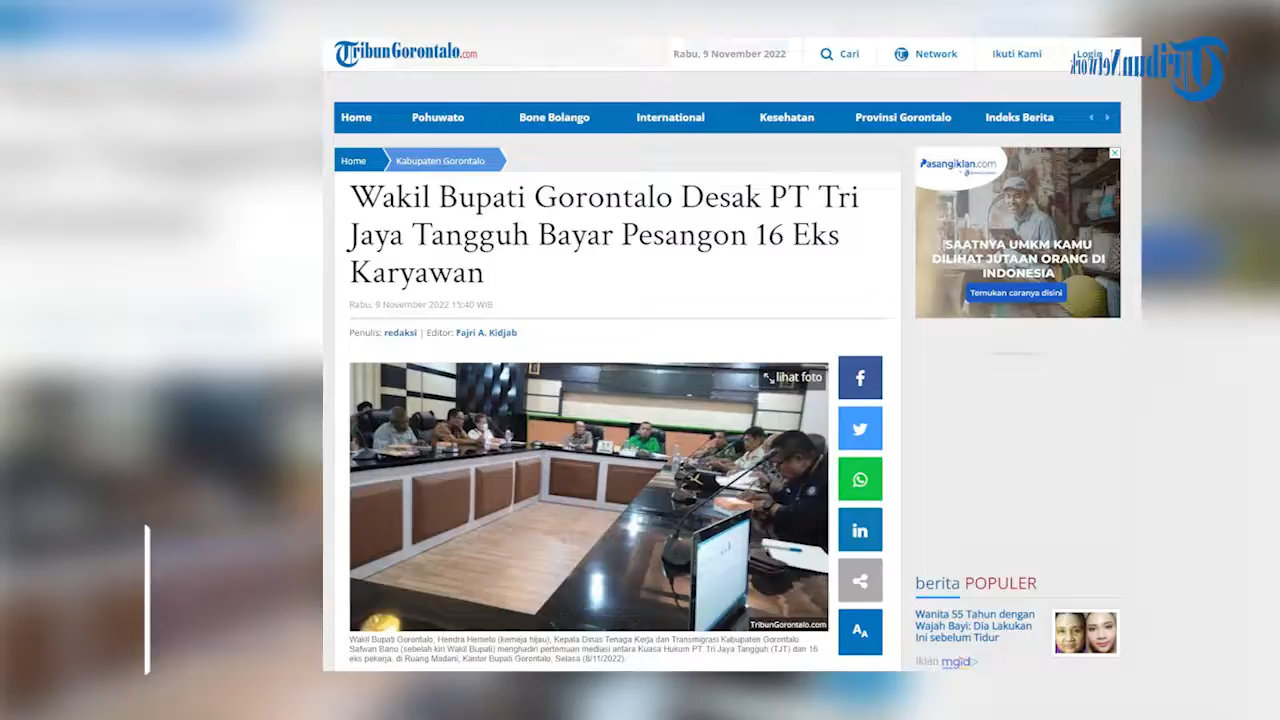 TribunGorontalo.com
Rabu, 9 November 2022
Cari
Network
Ikuti Kami
Login
Tribun Network
Home
Pohuwato
Bone Bolango
International
Kesehatan
Provinsi Gorontalo
Indeks Berita
Home
Kabupaten Gorontalo
Wakil Bupati Gorontalo Desak PT Tri
Jaya Tangguh Bayar Pesangon 16 Eks
Karyawan
Rabu, 9 November 2022 15:40 WIB
Penulis: redaksi | Editor: Fajri A. Kidjab
lihat foto
TribunGorontalo.com
Wakil Bupati Gorontalo, Hendra Hemeto (kemeja hijau), Kepala Dinas Tenaga Kerja dan Transmigrasi Kabupaten Gorontalo
Safwan Bano (sebelah kiri Wakil Bupati) menghadiri pertemuan mediasi antara Kuasa Hukum PT. Tri Jaya Tangguh (TJT) dan 16
eks pekerja, di Ruang Madani, Kantor Bupati Gorontalo, Selasa (8/11/2022).
AA
Pasangiklan.com
SAATNYA UMKM KAMU
DILIHAT JUTAAN ORANG DI
INDONESIA
Temukan caranya disini
berita POPULER
Wanita 55 Tahun dengan
Wajah Bayi: Dia Lakukan
Ini sebelum Tidur
Iklan mgid